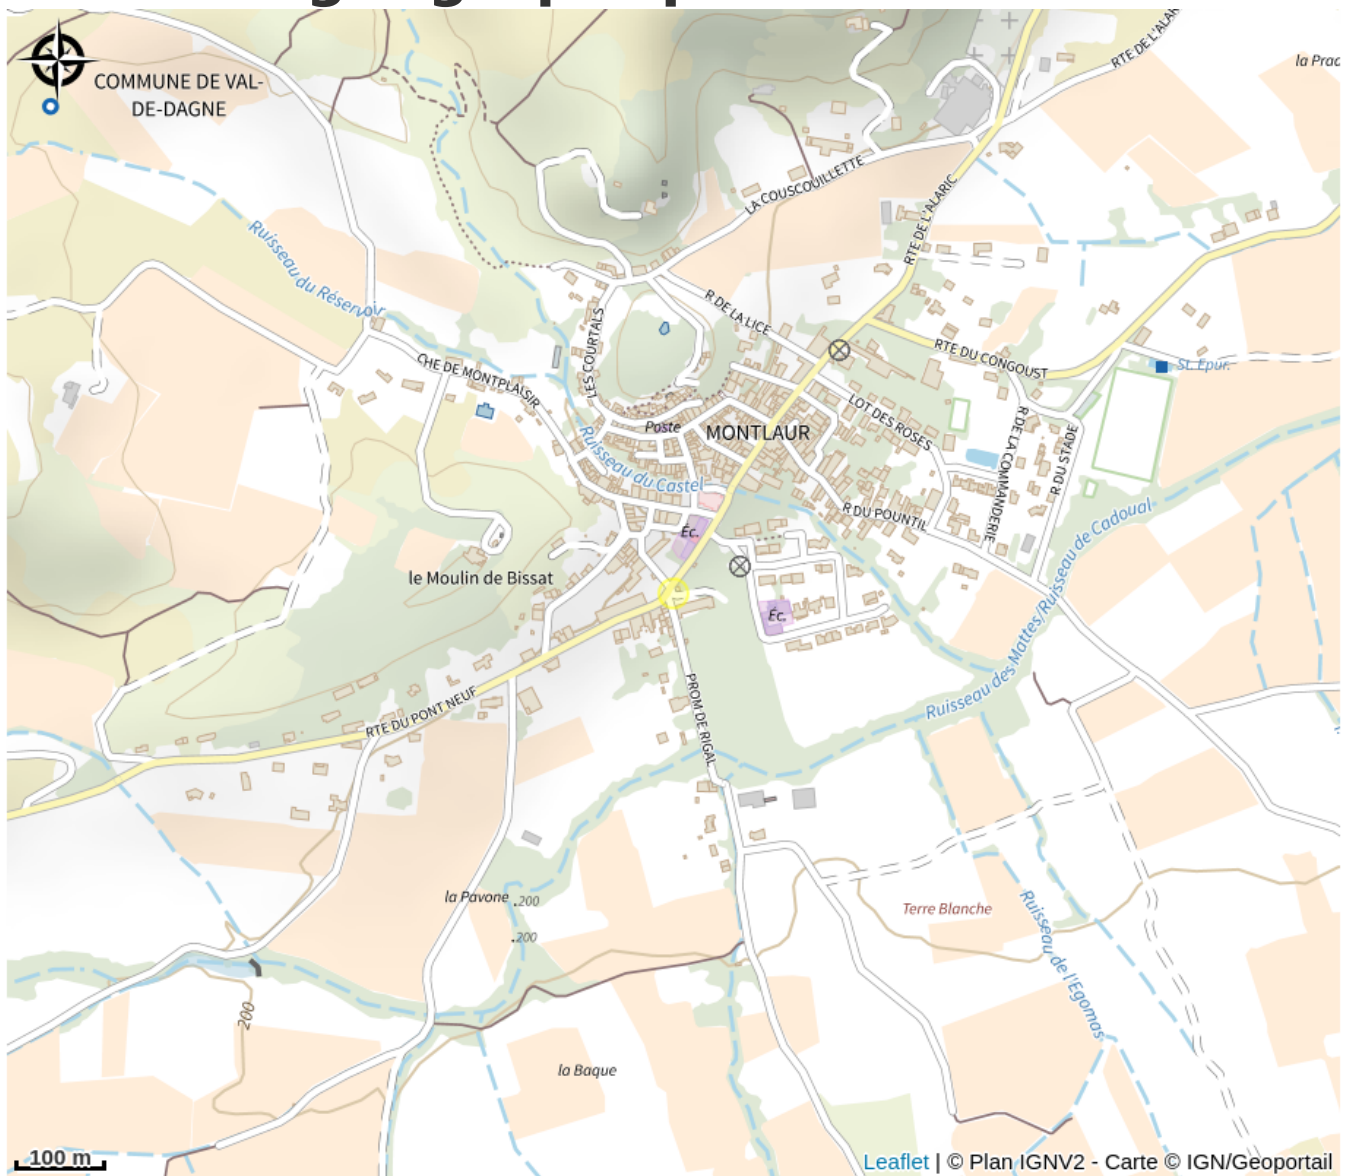 COMMUNE DE VAL-
DE-DAGNE
RTE DE L'ALAR
la Prad
LA COUSCOUILLETTE
RTE DE L'ALARIC
Ruisseau du Réservoir
R DE LA LICE
LES COURTALS
CHE DE MONTPLAISIR
RTE DU CONGOUST
St. Épur.
Poste
MONTLAUR
LOT DES ROSES
R DE LA COMMANDERIE
R DU STADE
Ruisseau du Castel
R DU POUNTIL
Éc.
le Moulin de Bissat
Éc.
Ruisseau des Mattes/Ruisseau de Cadoual
RTE DU PONT NEUF
PROM DE RIGAL
la Pavone
200
200
Terre Blanche
Ruisseau de l'Egomas
200
la Baque
100 m
Leaflet | © Plan IGNV2 - Carte © IGN/Geoportail